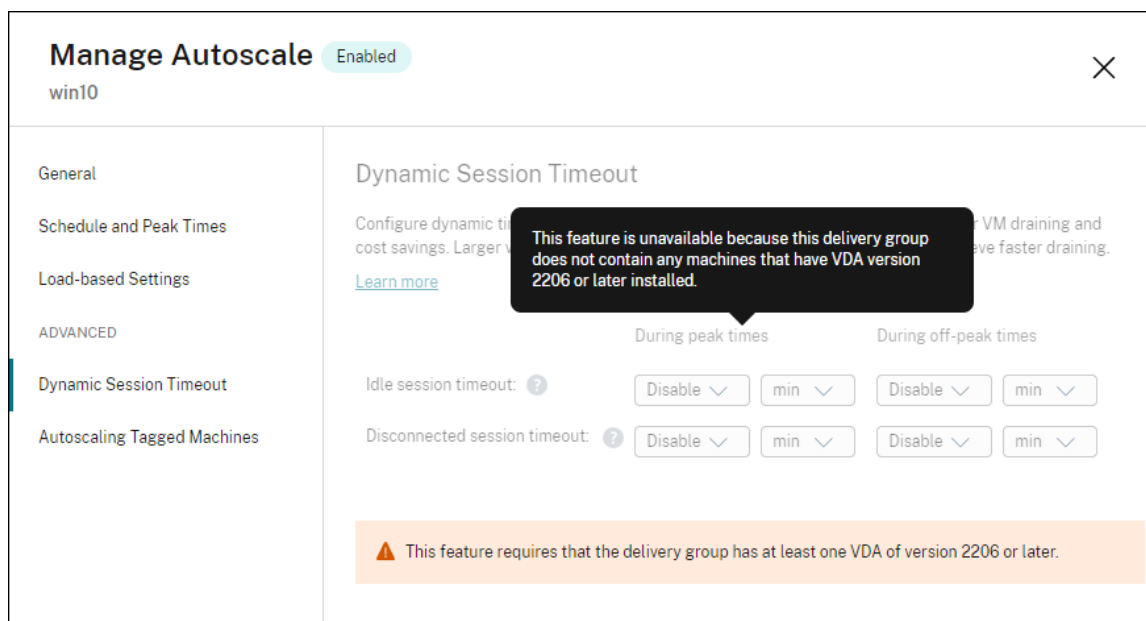 Manage Autoscale Enabled
win10
General
Schedule and Peak Times
Load-based Settings
ADVANCED
Dynamic Session Timeout
Autoscaling Tagged Machines
Dynamic Session Timeout
Configure dynamic r VM draining and
cost savings. Larger eve faster draining.
Learn more
This feature is unavailable because this delivery group
does not contain any machines that have VDA version
2206 or later installed.
During peak times During off-peak times
Idle session timeout: ? Disable min Disable min
Disconnected session timeout: ? Disable min Disable min
This feature requires that the delivery group has at least one VDA of version 2206 or later.